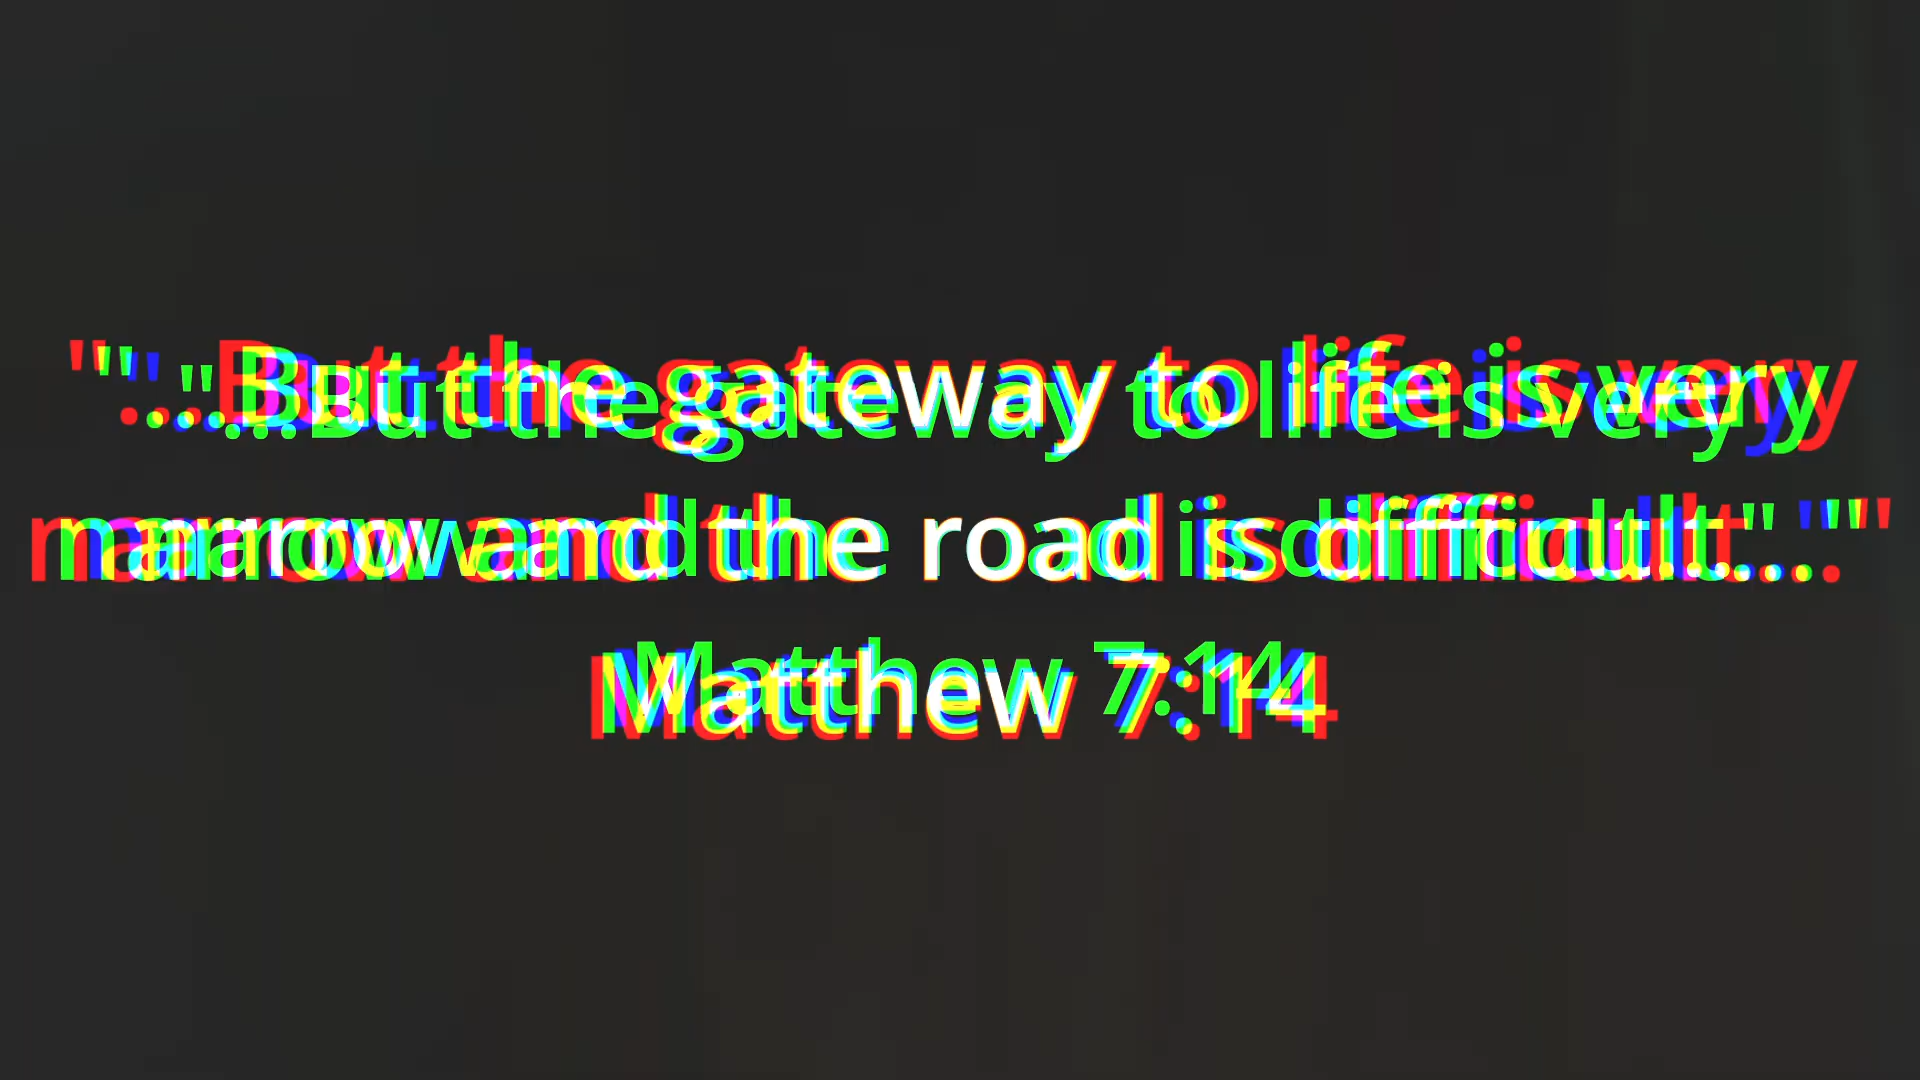 "...But the gateway to life is very
narrow and the road is difficult..."
Matthew 7:14